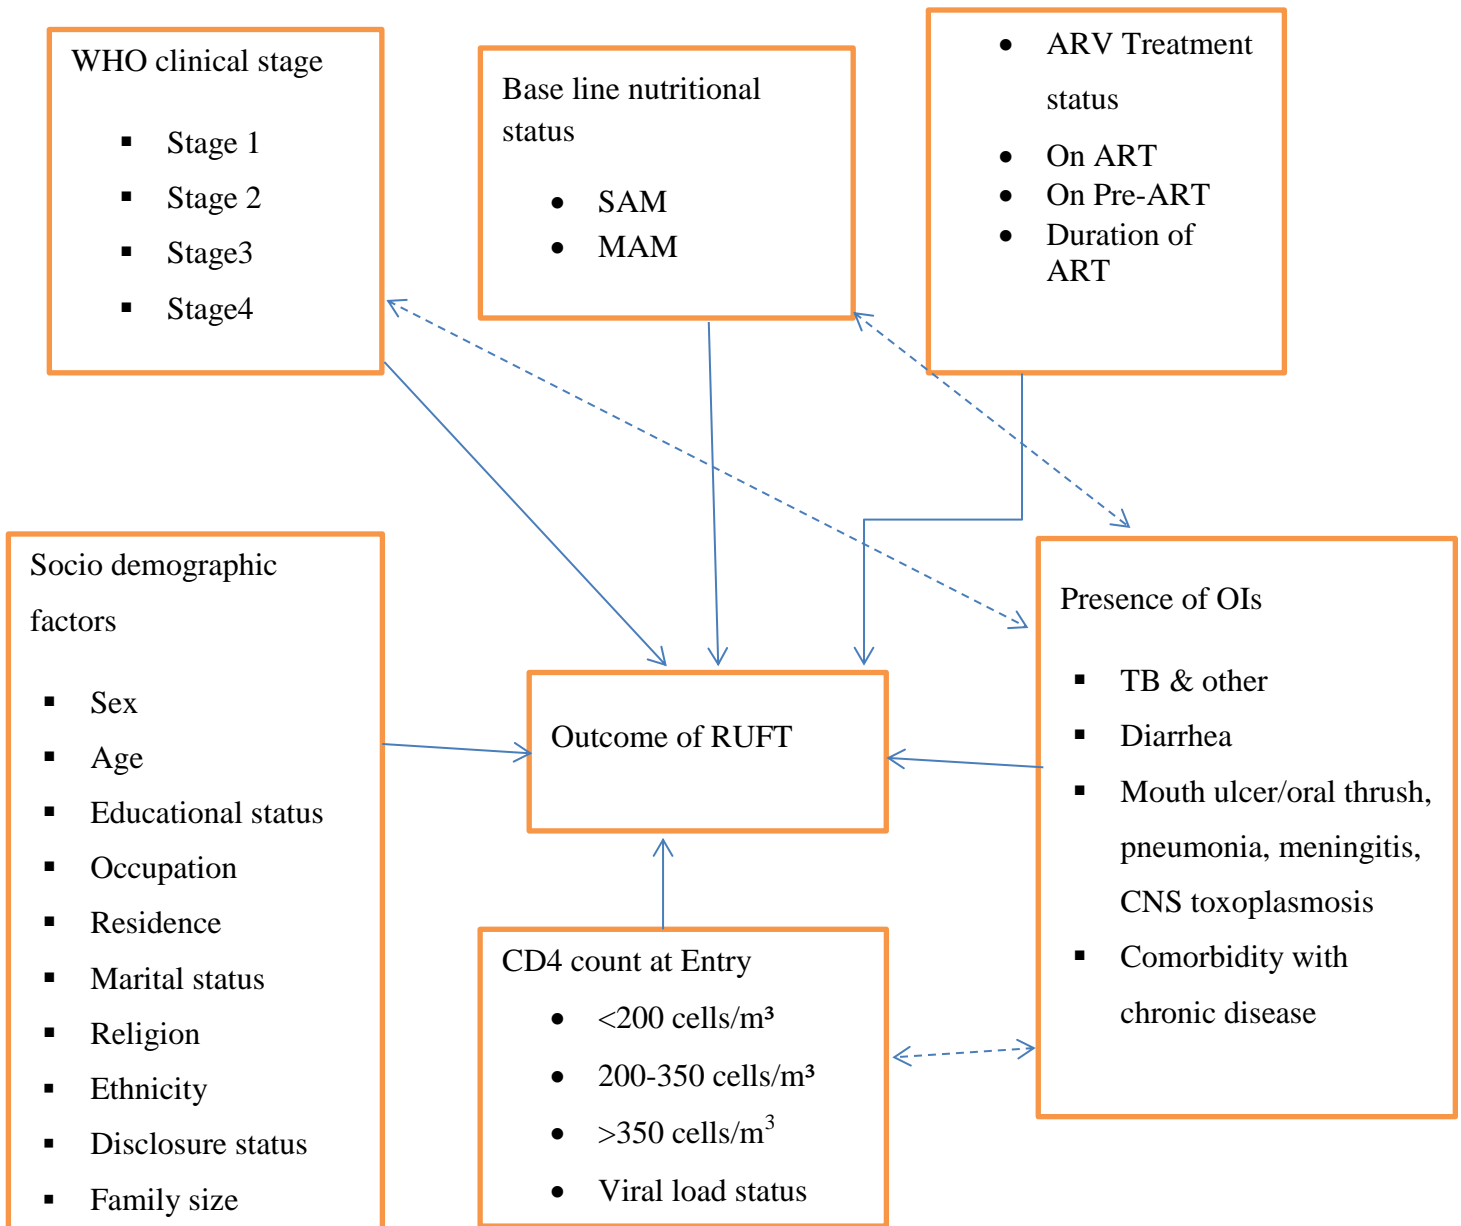 WHO clinical stage
▪ Stage 1
▪ Stage 2
▪ Stage3
▪ Stage4
Base line nutritional
status
• SAM
• MAM
• ARV Treatment
status
• On ART
• On Pre-ART
• Duration of
ART
Socio demographic
factors
▪ Sex
▪ Age
▪ Educational status
▪ Occupation
▪ Residence
▪ Marital status
▪ Religion
▪ Ethnicity
▪ Disclosure status
▪ Family size
Outcome of RUFT
CD4 count at Entry
• <200 cells/m³
• 200-350 cells/m³
• >350 cells/m³
• Viral load status
Presence of OIs
▪ TB & other
▪ Diarrhea
▪ Mouth ulcer/oral thrush,
pneumonia, meningitis,
CNS toxoplasmosis
▪ Comorbidity with
chronic disease